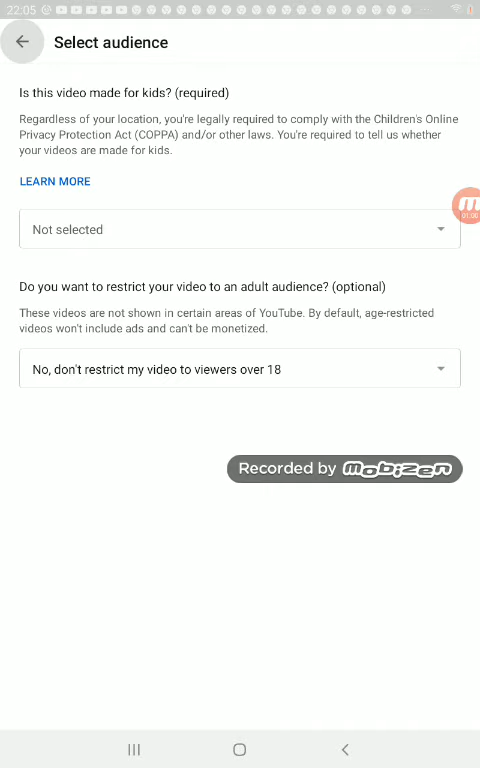 22:05
Select audience
Is this video made for kids? (required)
Regardless of your location, you're legally required to comply with the Children's Online
Privacy Protection Act (COPPA) and/or other laws. You're required to tell us whether
your videos are made for kids.
LEARN MORE
01:00
Not selected
Do you want to restrict your video to an adult audience? (optional)
These videos are not shown in certain areas of YouTube. By default, age-restricted
videos won't include ads and can't be monetized.
No, don't restrict my video to viewers over 18
Recorded by mobizen